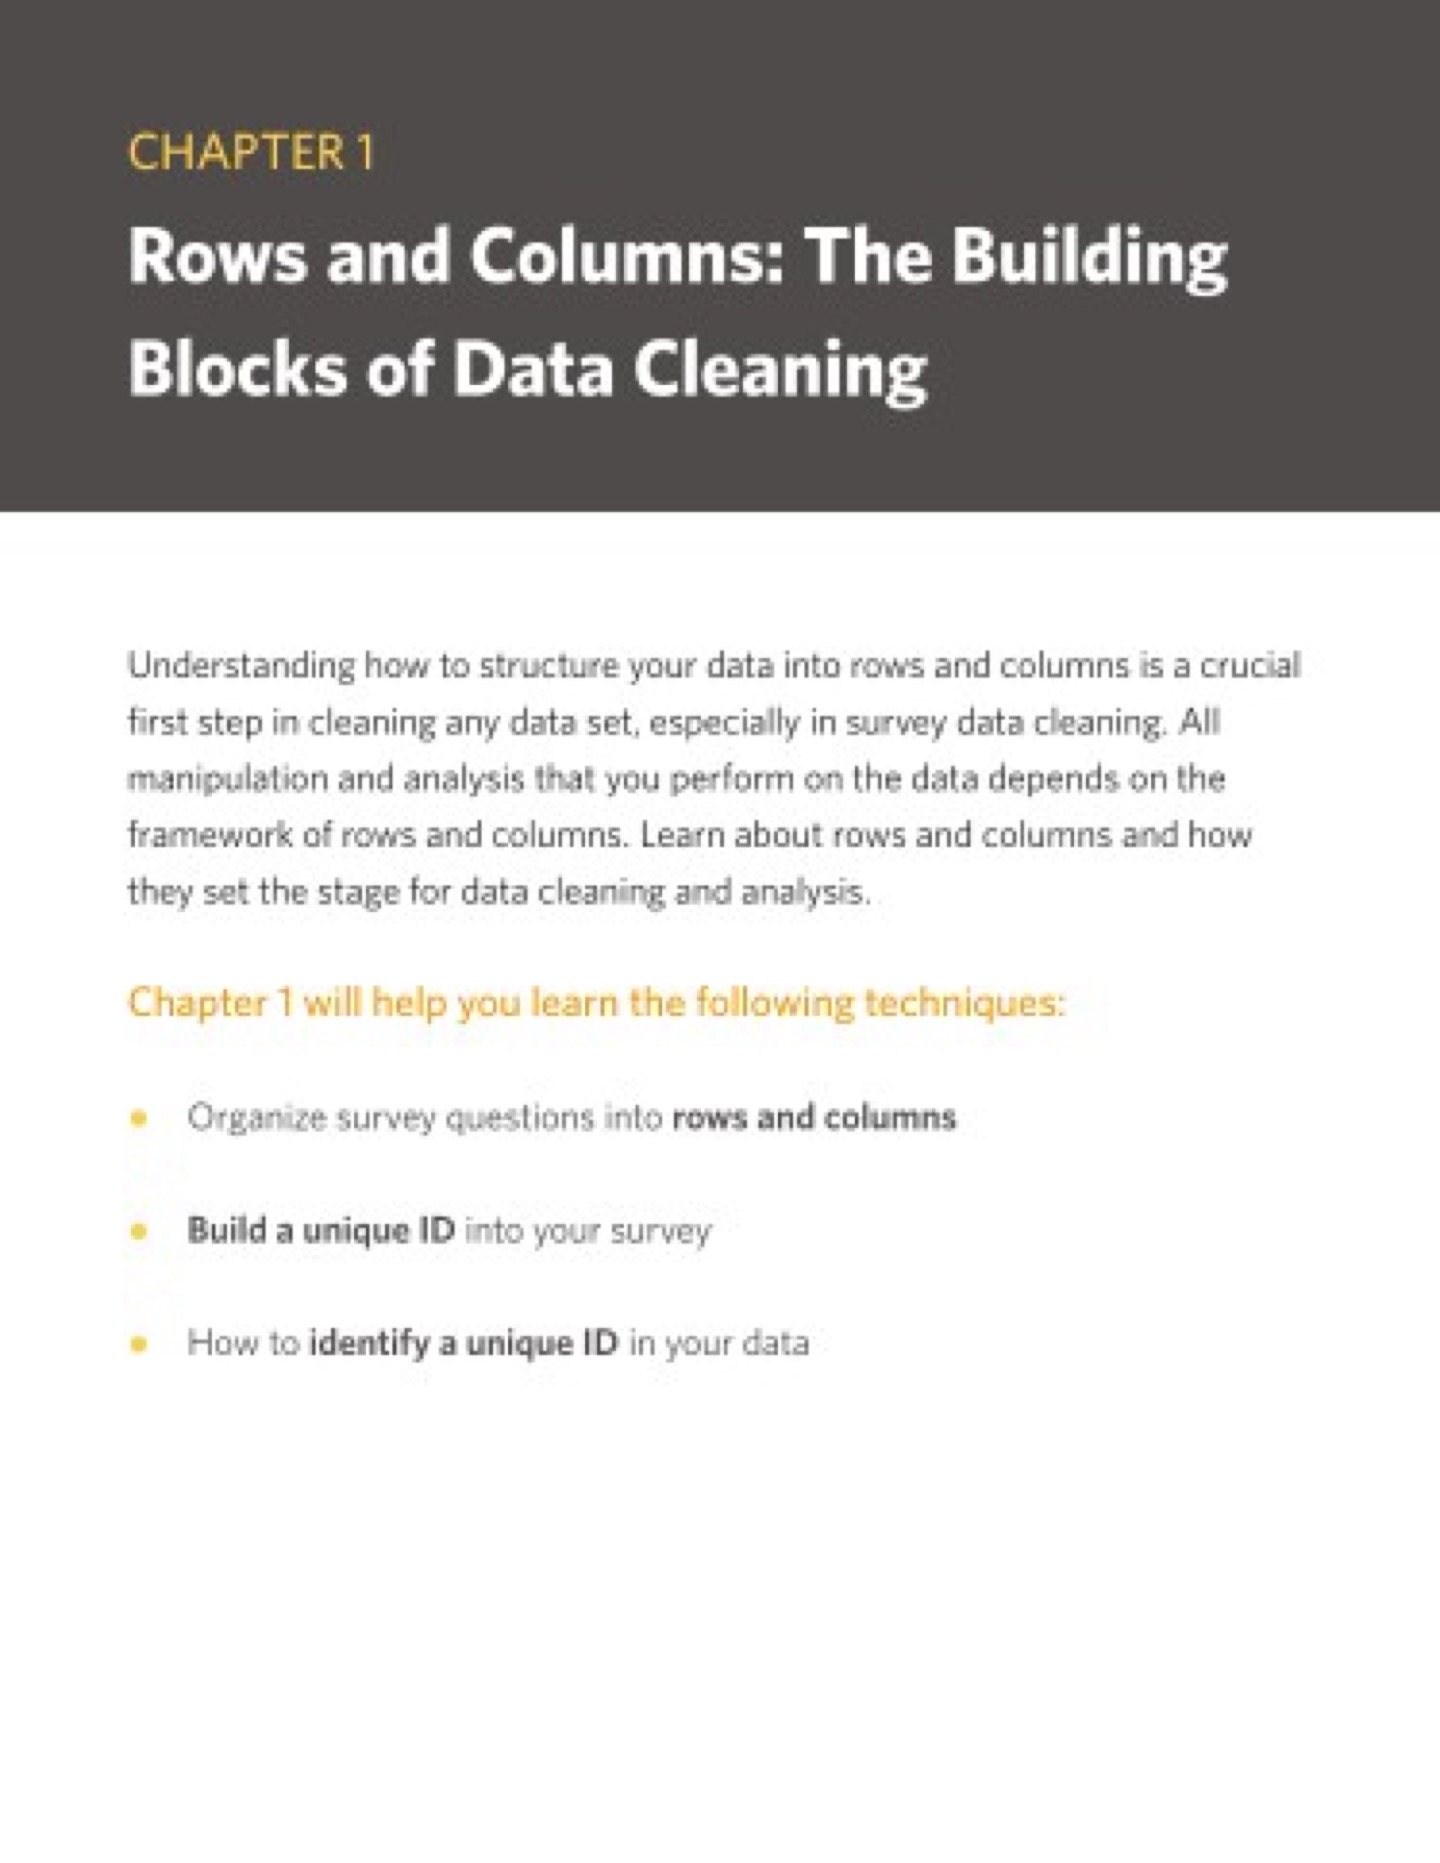 CHAPTER 1
Rows and Columns: The Building
Blocks of Data Cleaning
Understanding how to structure your data into rows and columns is a crucial
first step in cleaning any data set, especially in survey data cleaning. All
manipulation and analysis that you perform on the data depends on the
framework of rows and columns. Learn about rows and columns and how
they set the stage for data cleaning and analysis.
Chapter 1 will help you learn the following techniques:
• Organize survey questions into rows and columns
• Build a unique ID into your survey
• How to identify a unique ID in your data